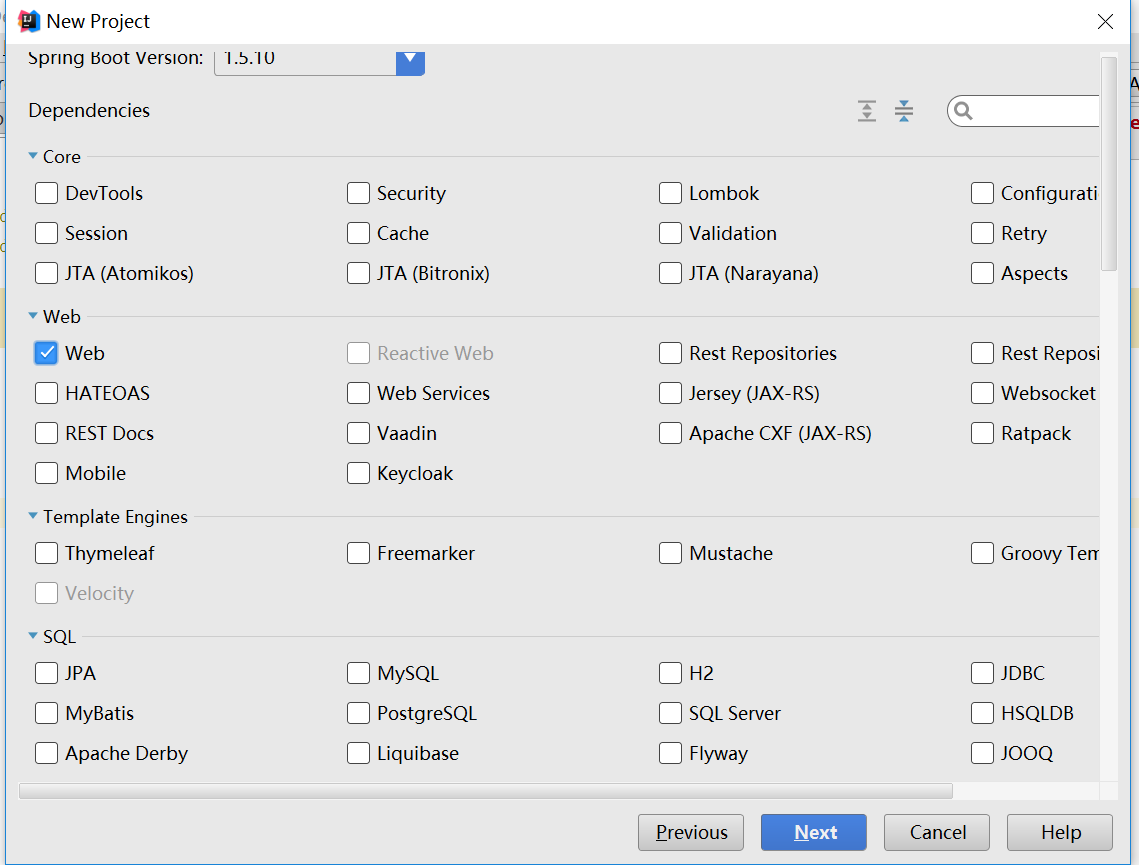 New Project
Spring Boot Version: 1.5.10
Dependencies
Core
DevTools Security Lombok Configurati
Session Cache Validation Retry
JTA (Atomikos) JTA (Bitronix) JTA (Narayana) Aspects
Web
Web Reactive Web Rest Repositories Rest Reposi
HATEOAS Web Services Jersey (JAX-RS) Websocket
REST Docs Vaadin Apache CXF (JAX-RS) Ratpack
Mobile Keycloak
Template Engines
Thymeleaf Freemarker Mustache Groovy Tem
Velocity
SQL
JPA MySQL H2 JDBC
MyBatis PostgreSQL SQL Server HSQLDB
Apache Derby Liquibase Flyway JOOQ
Previous Next Cancel Help